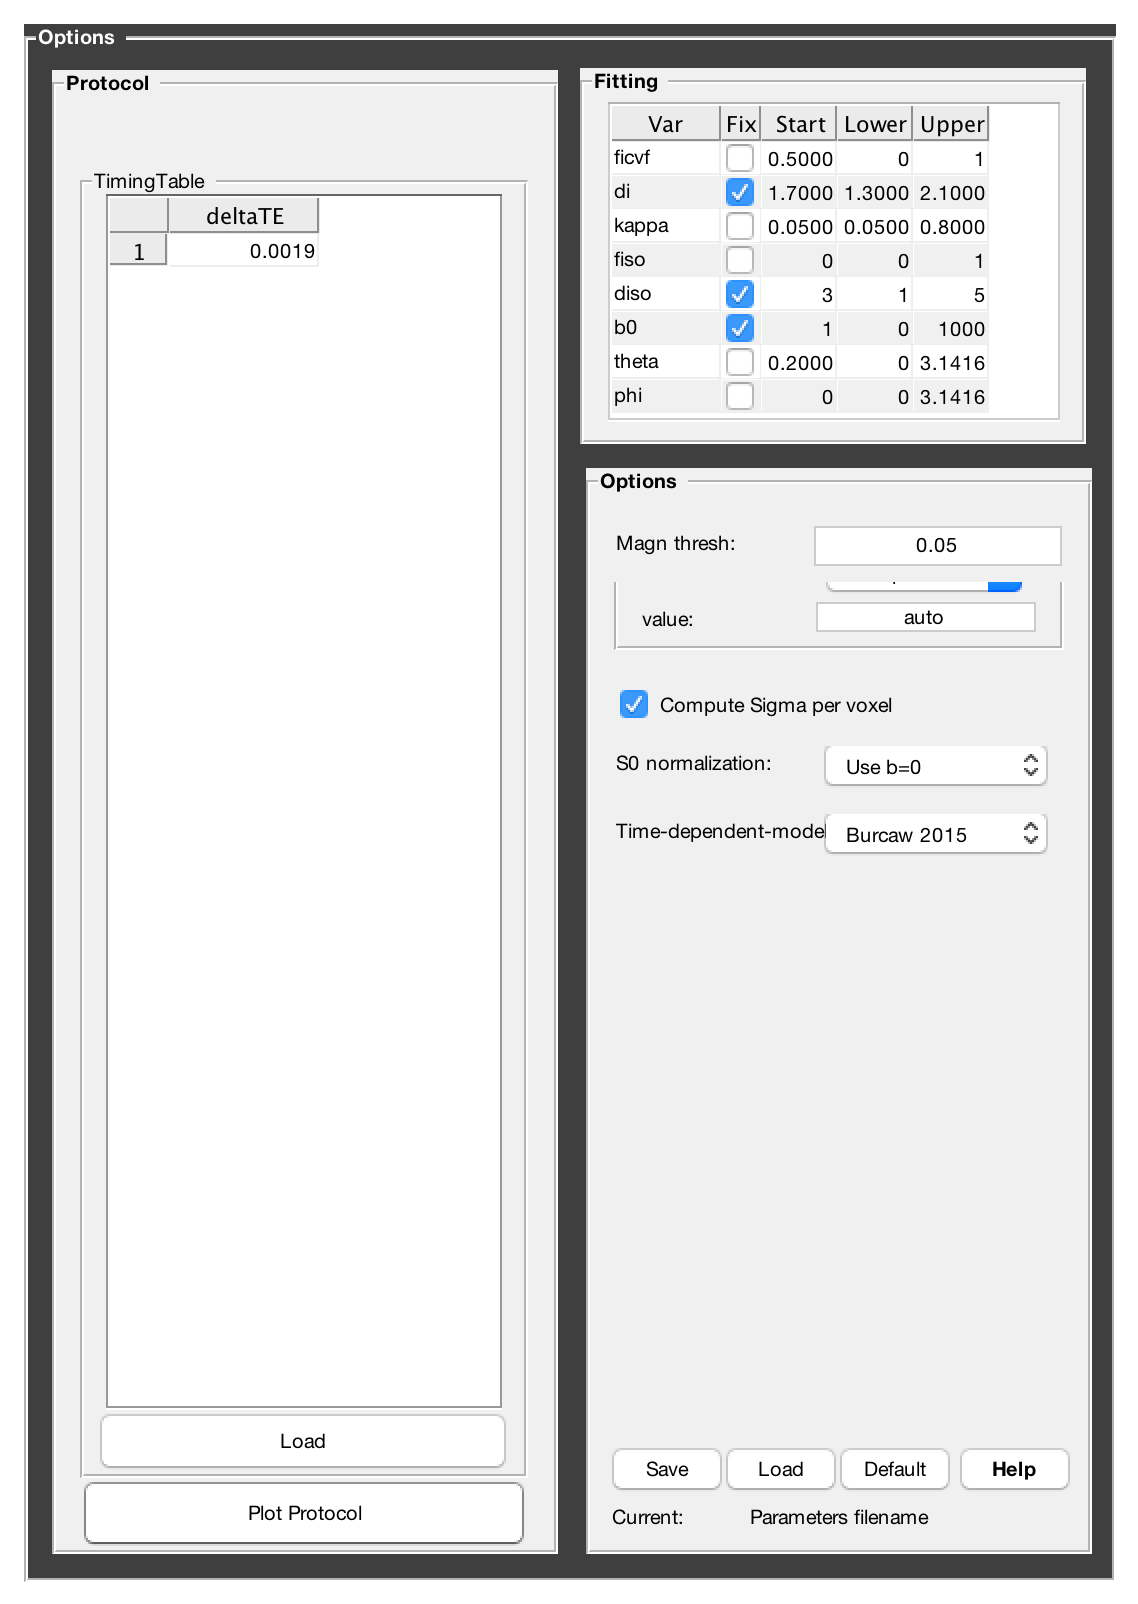 Options
Protocol
TimingTable
deltaTE
1 0.0019
Load
Plot Protocol
Fitting
Var Fix Start Lower Upper
ficvf 0.5000 0 1
di 1.7000 1.3000 2.1000
kappa 0.0500 0.0500 0.8000
fiso 0 0 1
diso 3 1 5
b0 1 0 1000
theta 0.2000 0 3.1416
phi 0 0 3.1416
Options
Magn thresh: 0.05
value: auto
Compute Sigma per voxel
S0 normalization: Use b=0
Time-dependent-model Burcaw 2015
Save Load Default Help
Current: Parameters filename